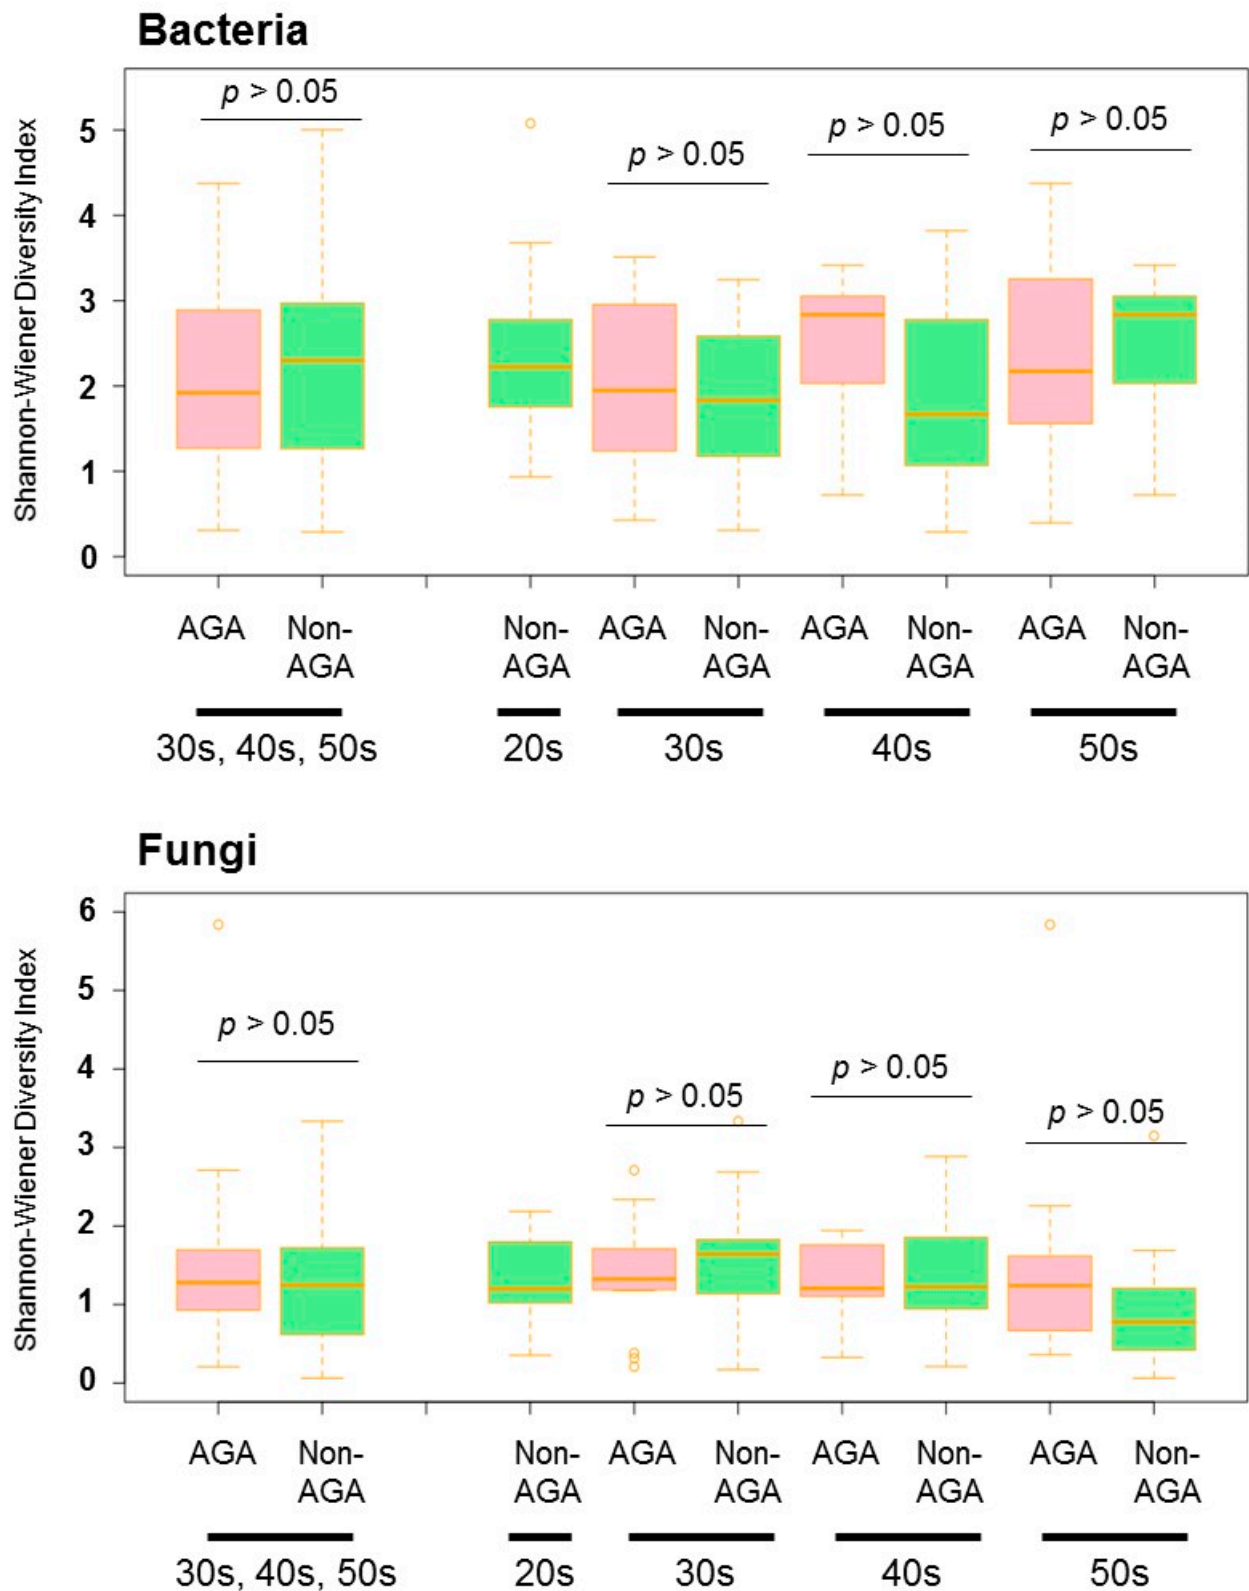 Bacteria
Shannon-Wiener Diversity Index
p > 0.05
p > 0.05
p > 0.05
p > 0.05
5
4
3
2
1
0
AGA Non-AGA Non-AGA AGA Non-AGA AGA Non-AGA AGA Non-AGA
30s, 40s, 50s 20s 30s 40s 50s
Fungi
Shannon-Wiener Diversity Index
6
5
4
3
2
1
0
p > 0.05
p > 0.05
p > 0.05
p > 0.05
AGA Non-AGA Non-AGA AGA Non-AGA AGA Non-AGA AGA Non-AGA
30s, 40s, 50s 20s 30s 40s 50s